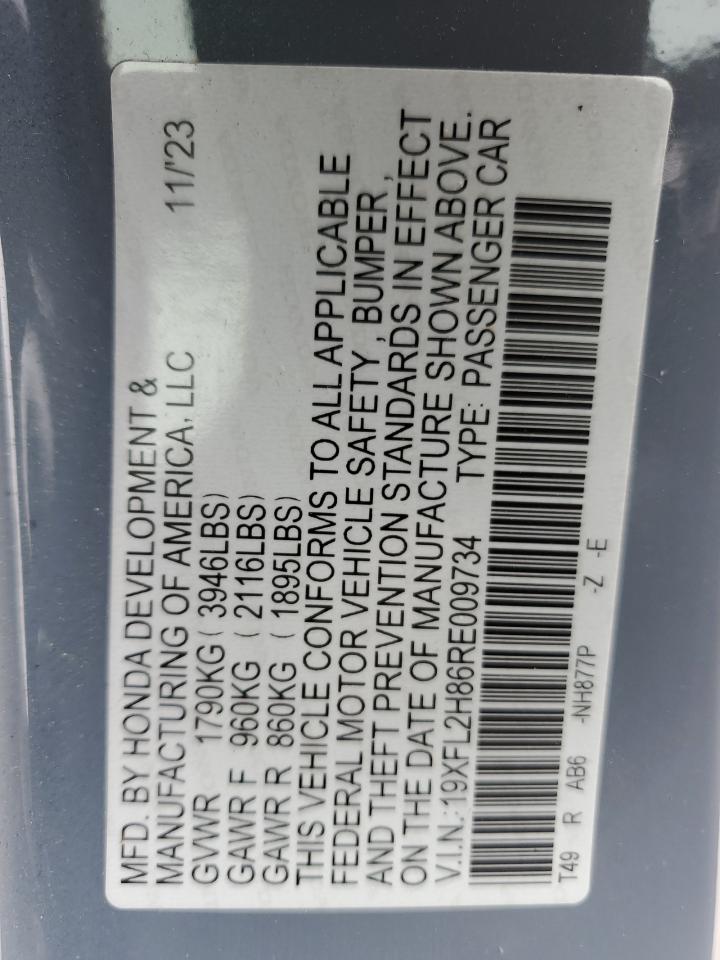 MFD. BY HONDA DEVELOPMENT &
MANUFACTURING OF AMERICA, LLC 11/'23
GVWR 1790KG ( 3946LBS)
GAWR F 960KG ( 2116LBS)
GAWR R 860KG ( 1895LBS)
THIS VEHICLE CONFORMS TO ALL APPLICABLE
FEDERAL MOTOR VEHICLE SAFETY , BUMPER ,
AND THEFT PREVENTION STANDARDS IN EFFECT
ON THE DATE OF MANUFACTURE SHOWN ABOVE.
V.I.N.:19XFL2H86RE009734 TYPE: PASSENGER CAR
T49 R AB6 -NH877P -Z -E